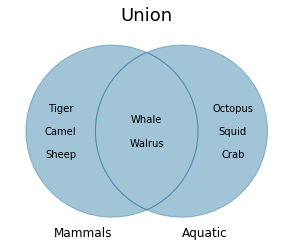 Union
Tiger
Camel
Sheep
Whale
Walrus
Octopus
Squid
Crab
Mammals
Aquatic